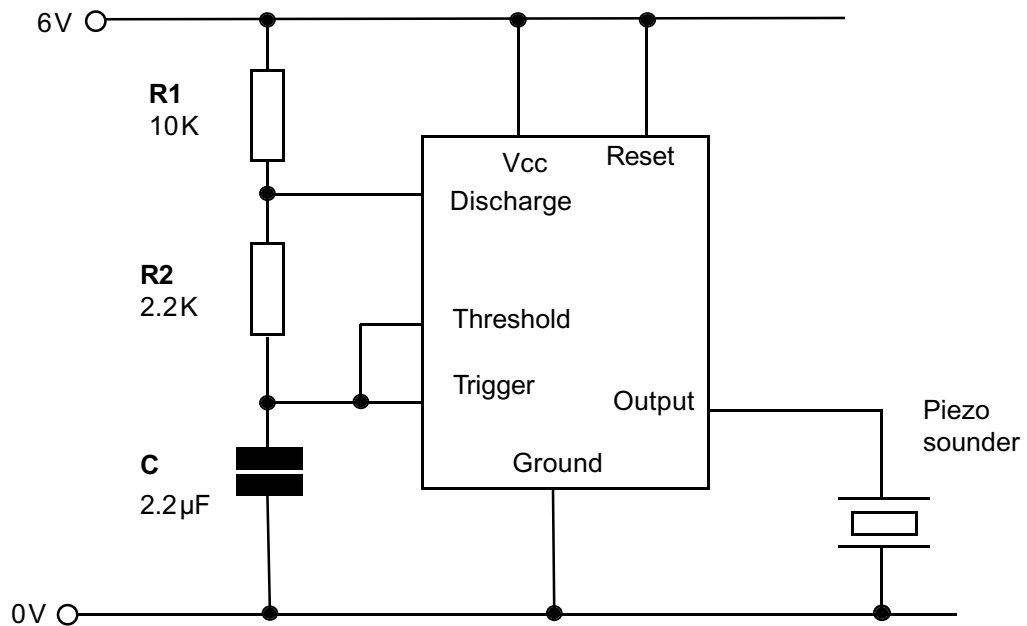 6V
R1
10K
Vcc
Reset
Discharge
R2
2.2K
Threshold
Trigger
Output
Piezo
sounder
C
2.2µF
Ground
0V